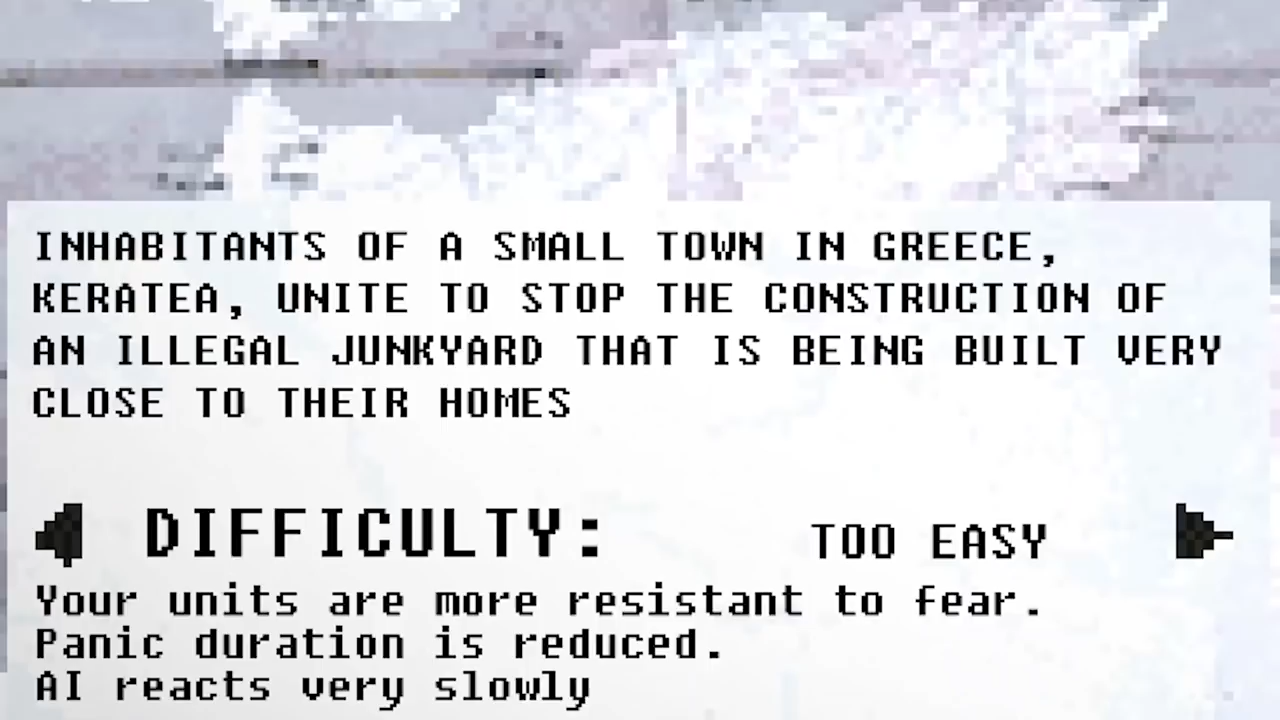 INHABITANTS OF A SMALL TOWN IN GREECE,
KERATEA, UNITE TO STOP THE CONSTRUCTION OF
AN ILLEGAL JUNKYARD THAT IS BEING BUILT VERY
CLOSE TO THEIR HOMES
DIFFICULTY: TOO EASY
Your units are more resistant to fear.
Panic duration is reduced.
AI reacts very slowly